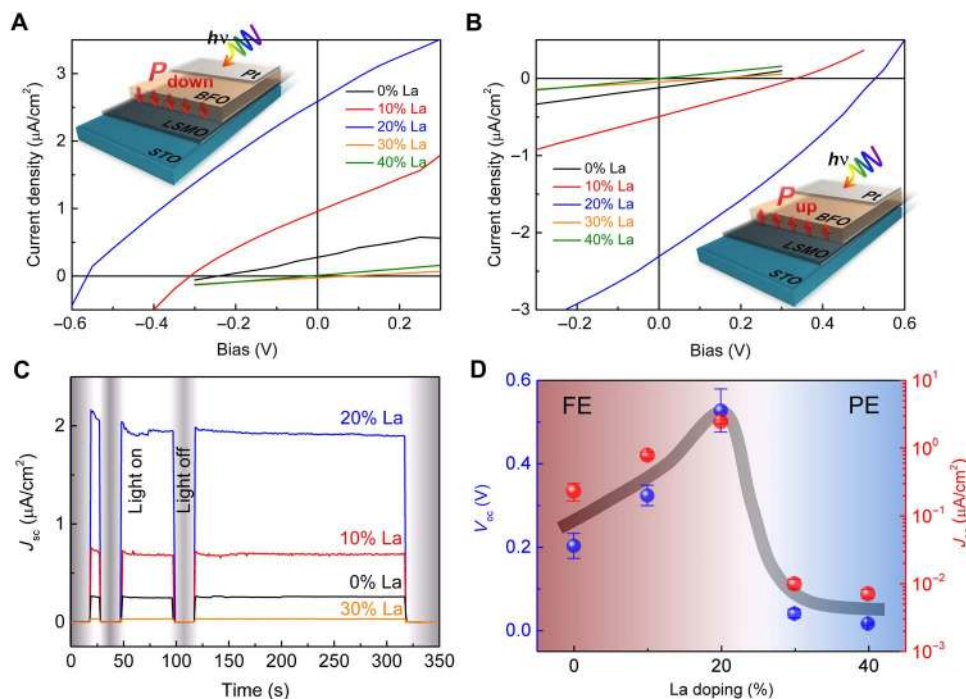 A
hν
Pt
P down
BFO
LSMO
STO
0% La
10% La
20% La
30% La
40% La
3
2
1
0
Current density (μA/cm²)
−0.6
−0.4
−0.2
0.0
0.2
Bias (V)
B
0
−1
−2
−3
Current density (μA/cm²)
0% La
10% La
20% La
30% La
40% La
hν
Pt
P up
BFO
LSMO
STO
−0.2
0.0
0.2
0.4
0.6
Bias (V)
C
2
1
0
Jsc (μA/cm²)
20% La
Light on
Light off
10% La
0% La
30% La
0
50
100
150
200
250
300
350
Time (s)
D
0.6
0.4
0.2
0.0
Voc (V)
FE
PE
10¹
10⁰
10⁻¹
10⁻²
10⁻³
(μA/cm²)
0
10
20
30
40
La doping (%)